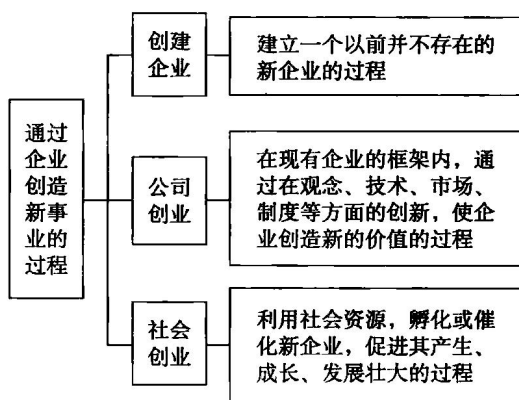 通过
企业
创造
新事
业的
过程
创建
企业
建立一个以前并不存在的
新企业的过程
公司
创业
在现有企业的框架内，通
过在观念、技术、市场、
制度等方面的创新，使企
业创造新的价值的过程
社会
创业
利用社会资源，孵化或催
化新企业，促进其产生、
成长、发展壮大的过程